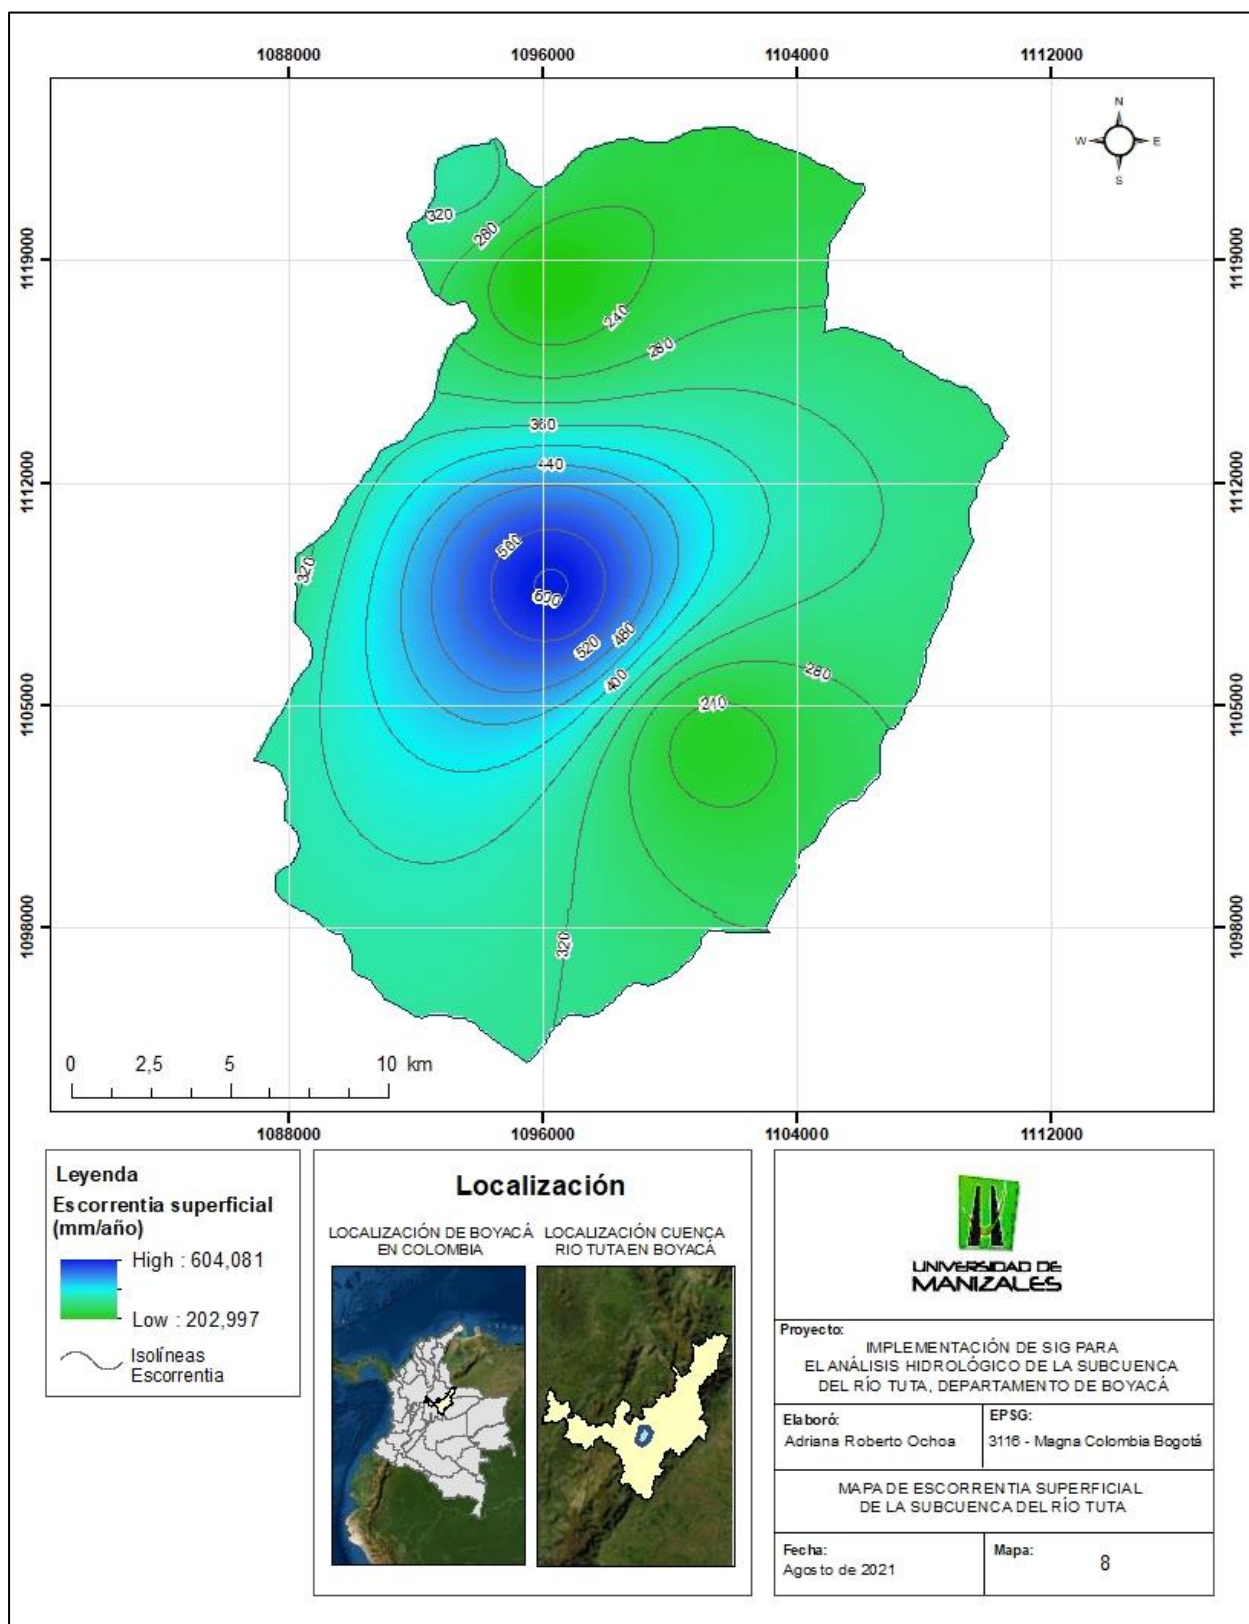 1088000 1096000 1104000 1112000
N
W E
S
320
280
1119000 1119000
240
280
360
440
1112000 1112000
560
320
600
480
520
400
280
240
1105000 1105000
1098000 1098000
320
0 2,5 5 10 km
1088000 1096000 1104000 1112000
Leyenda
Escorrentia superficial
(mm/año)
High : 604,081
Low : 202,997
Isolíneas
Escorrentia
Localización
LOCALIZACIÓN DE BOYACÁ
EN COLOMBIA
LOCALIZACIÓN CUENCA
RIO TUTA EN BOYACÁ
UNIVERSIDAD DE
MANIZALES
Proyecto:
IMPLEMENTACIÓN DE SIG PARA
EL ANÁLISIS HIDROLÓGICO DE LA SUBCUENCA
DEL RÍO TUTA, DEPARTAMENTO DE BOYACÁ
Elaboró:
Adriana Roberto Ochoa
EPSG:
3116 - Magna Colombia Bogotá
MAPA DE ESCORRENTIA SUPERFICIAL
DE LA SUBCUENCA DEL RÍO TUTA
Fecha:
Agosto de 2021
Mapa:
8